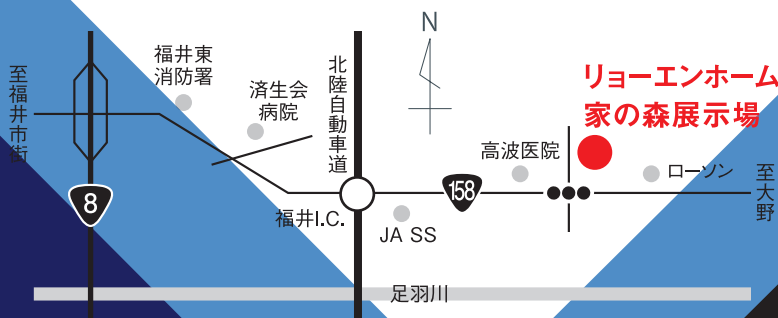 至福井市街
福井東
消防署
済生会
病院
北陸自動車道
N
リョーエンホーム
家の森展示場
高波医院
ローソン
至大野
8
158
福井I.C.
JA SS
足羽川